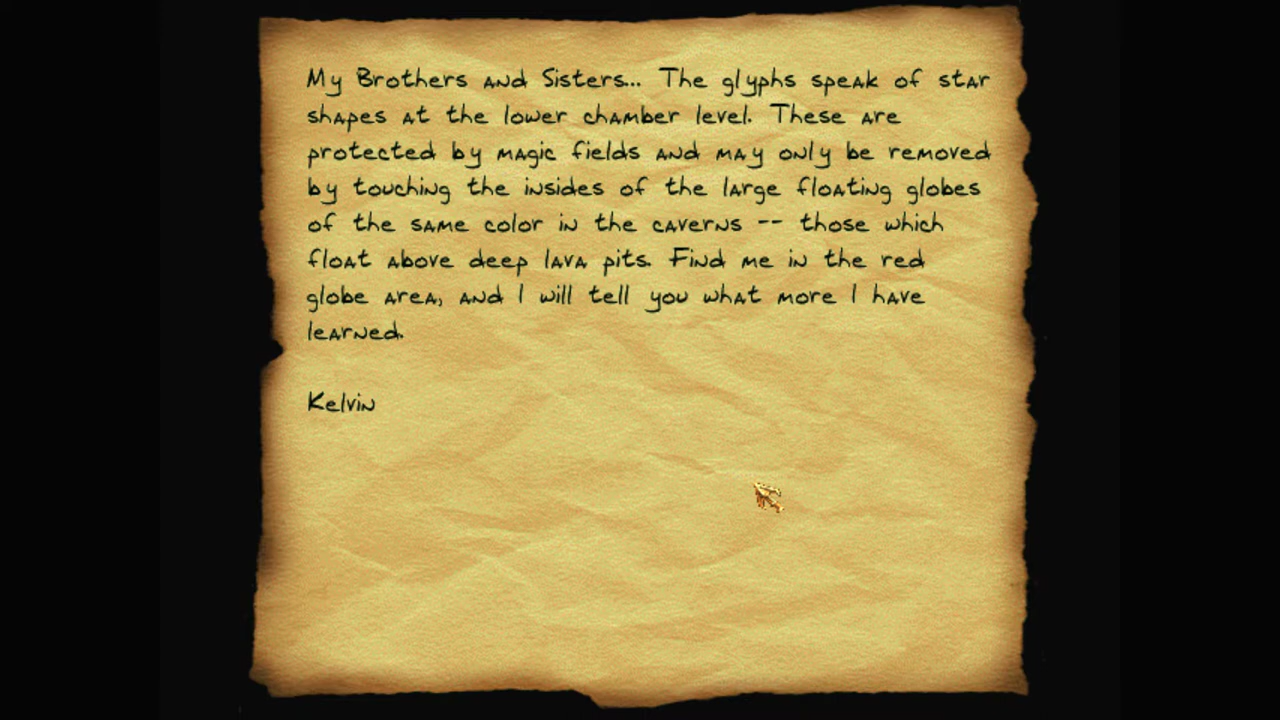 My Brothers and Sisters... The glyphs speak of star
shapes at the lower chamber level. These are
protected by magic fields and may only be removed
by touching the insides of the large floating globes
of the same color in the caverns -- those which
float above deep lava pits. Find me in the red
globe area, and I will tell you what more I have
learned.
Kelvin